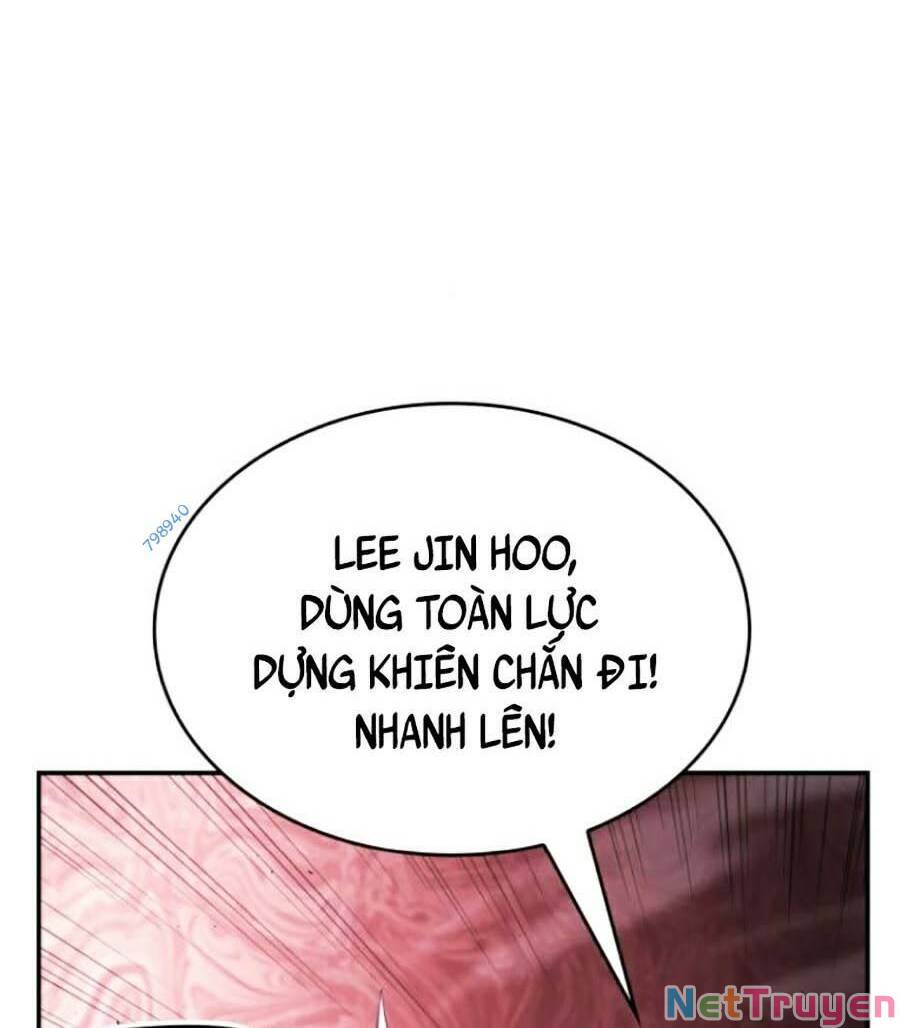 798940
LEE JIN HOO,
DÙNG TOÀN LỰC
DỰNG KHIÊN CHẮN ĐI!
NHANH LÊN!
NetTruyen